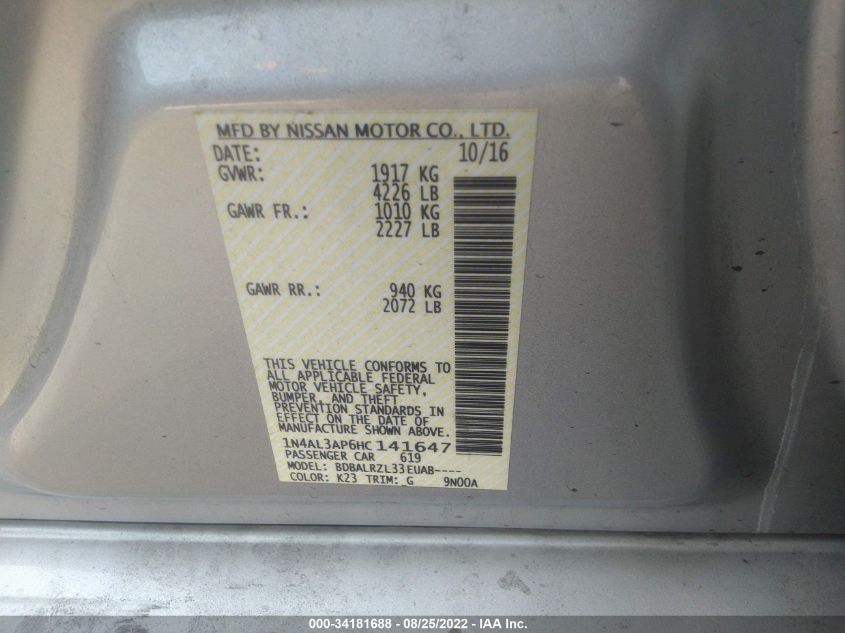 MFD BY NISSAN MOTOR CO., LTD.
DATE: 10/16
GVWR: 1917 KG
4226 LB
GAWR FR.: 1010 KG
2227 LB
GAWR RR.: 940 KG
2072 LB
THIS VEHICLE CONFORMS TO
ALL APPLICABLE FEDERAL
MOTOR VEHICLE SAFETY,
BUMPER, AND THEFT
PREVENTION STANDARDS IN
EFFECT ON THE DATE OF
MANUFACTURE SHOWN ABOVE.
1N4AL3AP6HC141647
PASSENGER CAR 619
MODEL: BDBALRZL33EUAB----
COLOR: K23 TRIM: G 9N00A
000-34181688 - 08/25/2022 - IAA Inc.